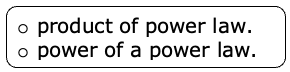 ○ product of power law.
○ power of a power law.